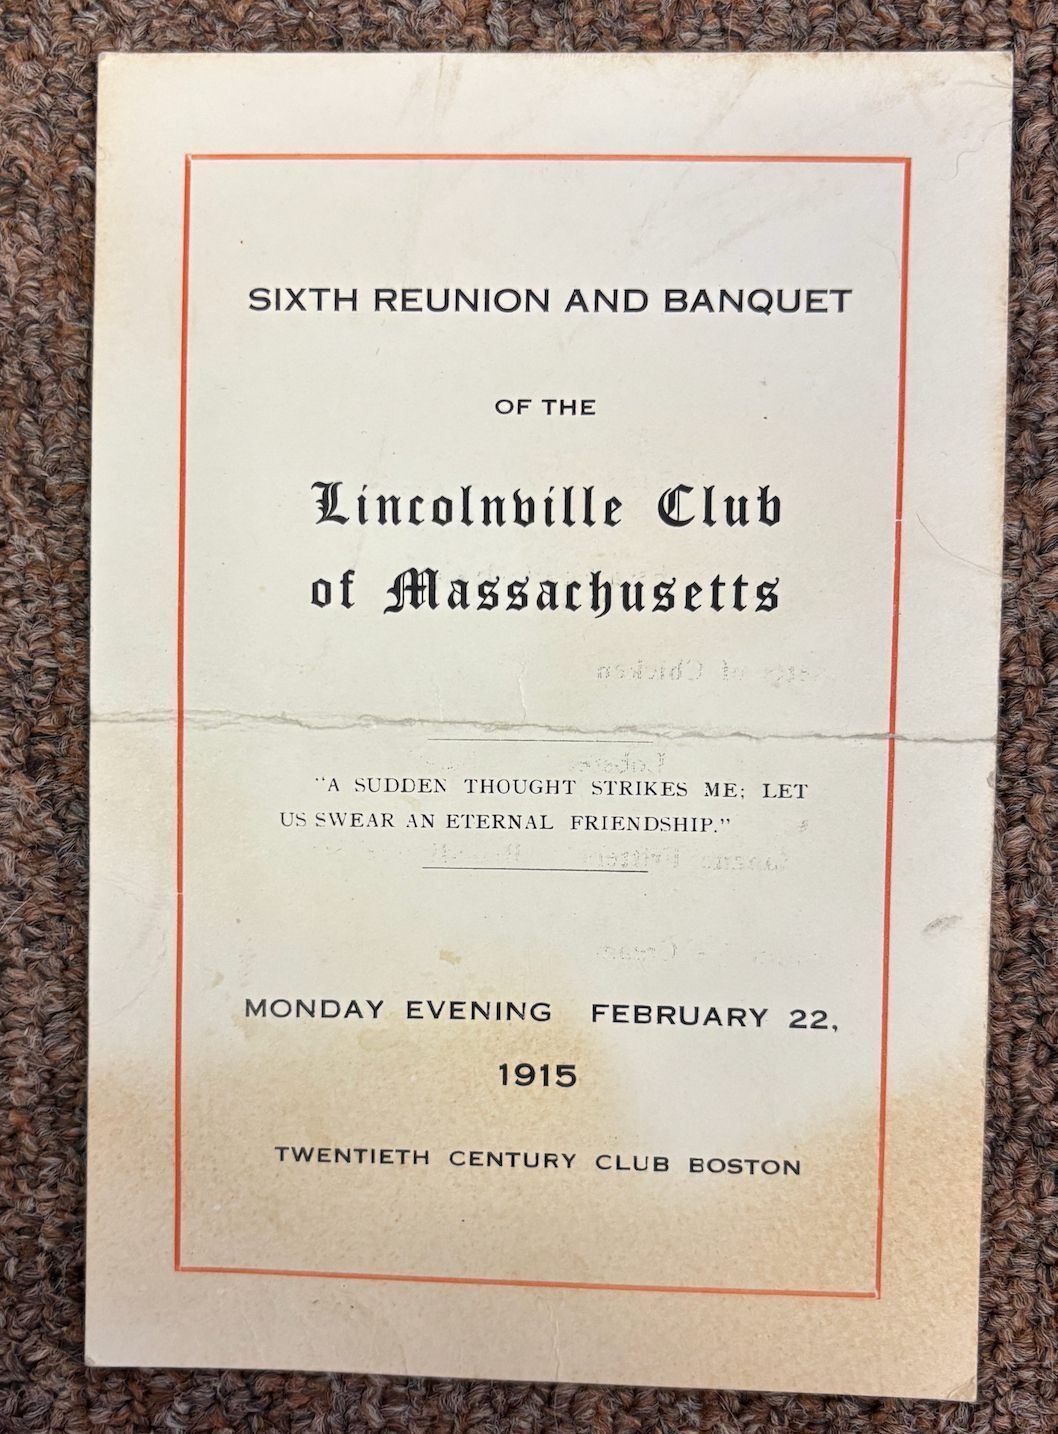 SIXTH REUNION AND BANQUET
OF THE
Lincolnville Club
of Massachusetts
"A SUDDEN THOUGHT STRIKES ME; LET
US SWEAR AN ETERNAL FRIENDSHIP."
MONDAY EVENING FEBRUARY 22,
1915
TWENTIETH CENTURY CLUB BOSTON